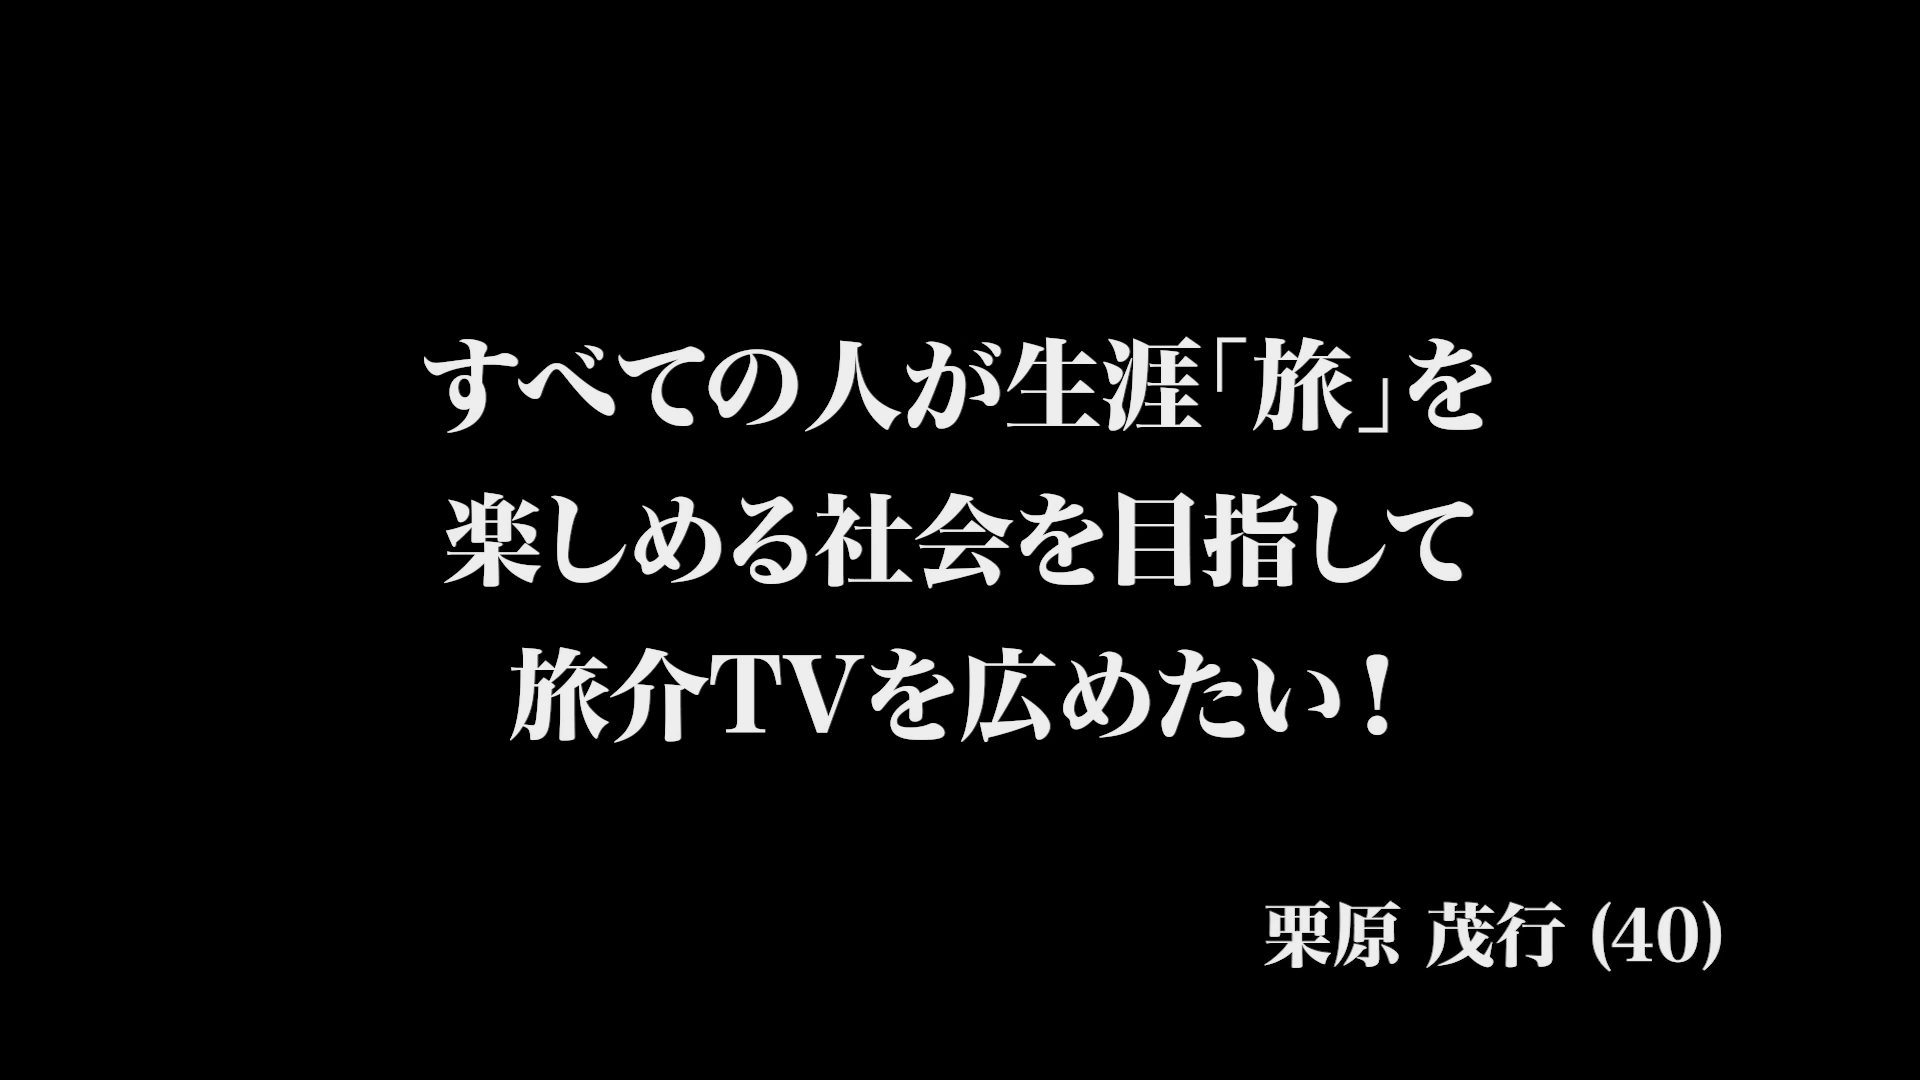 すべての人が生涯「旅」を
楽しめる社会を目指して
旅介TVを広めたい！
栗原 茂行 (40)